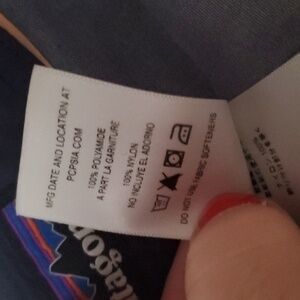 MFG DATE AND LOCATION AT
PCPSIA.COM
100% POLYAMIDE
A PART LA GARNITURE
100% NYLON
NO INCLUYE EL ADORNO
DO NOT USE FABRIC SOFTENERS